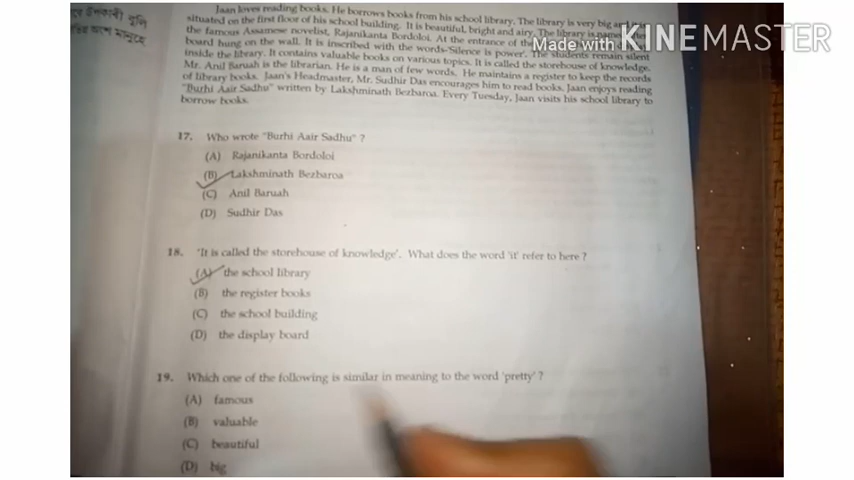 Made with KINEMASTER
Jaan loves reading books. He borrows books from his school library. The library is very big and
situated on the first floor of his school building. It is beautiful, bright and airy. The library is named after
the famous Assamese novelist, Rajanikanta Bordoloi. At the entrance of the
board hung on the wall. It is inscribed with the words-'Silence is power'. The students remain silent
inside the library. It contains valuable books on various topics. It is called the storehouse of knowledge.
Mr. Anil Baruah is the librarian. He is a man of few words. He maintains a register to keep the records
of library books. Jaan's Headmaster, Mr. Sudhir Das encourages him to read books. Jaan enjoys reading
"Burhi Aair Sadhu" written by Lakshminath Bezbaroa. Every Tuesday, Jaan visits his school library to
borrow books.
17. Who wrote "Burhi Aair Sadhu" ?
(A) Rajanikanta Bordoloi
(B) Lakshminath Bezbaroa
(C) Anil Baruah
(D) Sudhir Das
18. 'It is called the storehouse of knowledge'. What does the word 'it' refer to here ?
(A) the school library
(B) the register books
(C) the school building
(D) the display board
19. Which one of the following is similar in meaning to the word 'pretty' ?
(A) famous
(B) valuable
(C) beautiful
(D) big